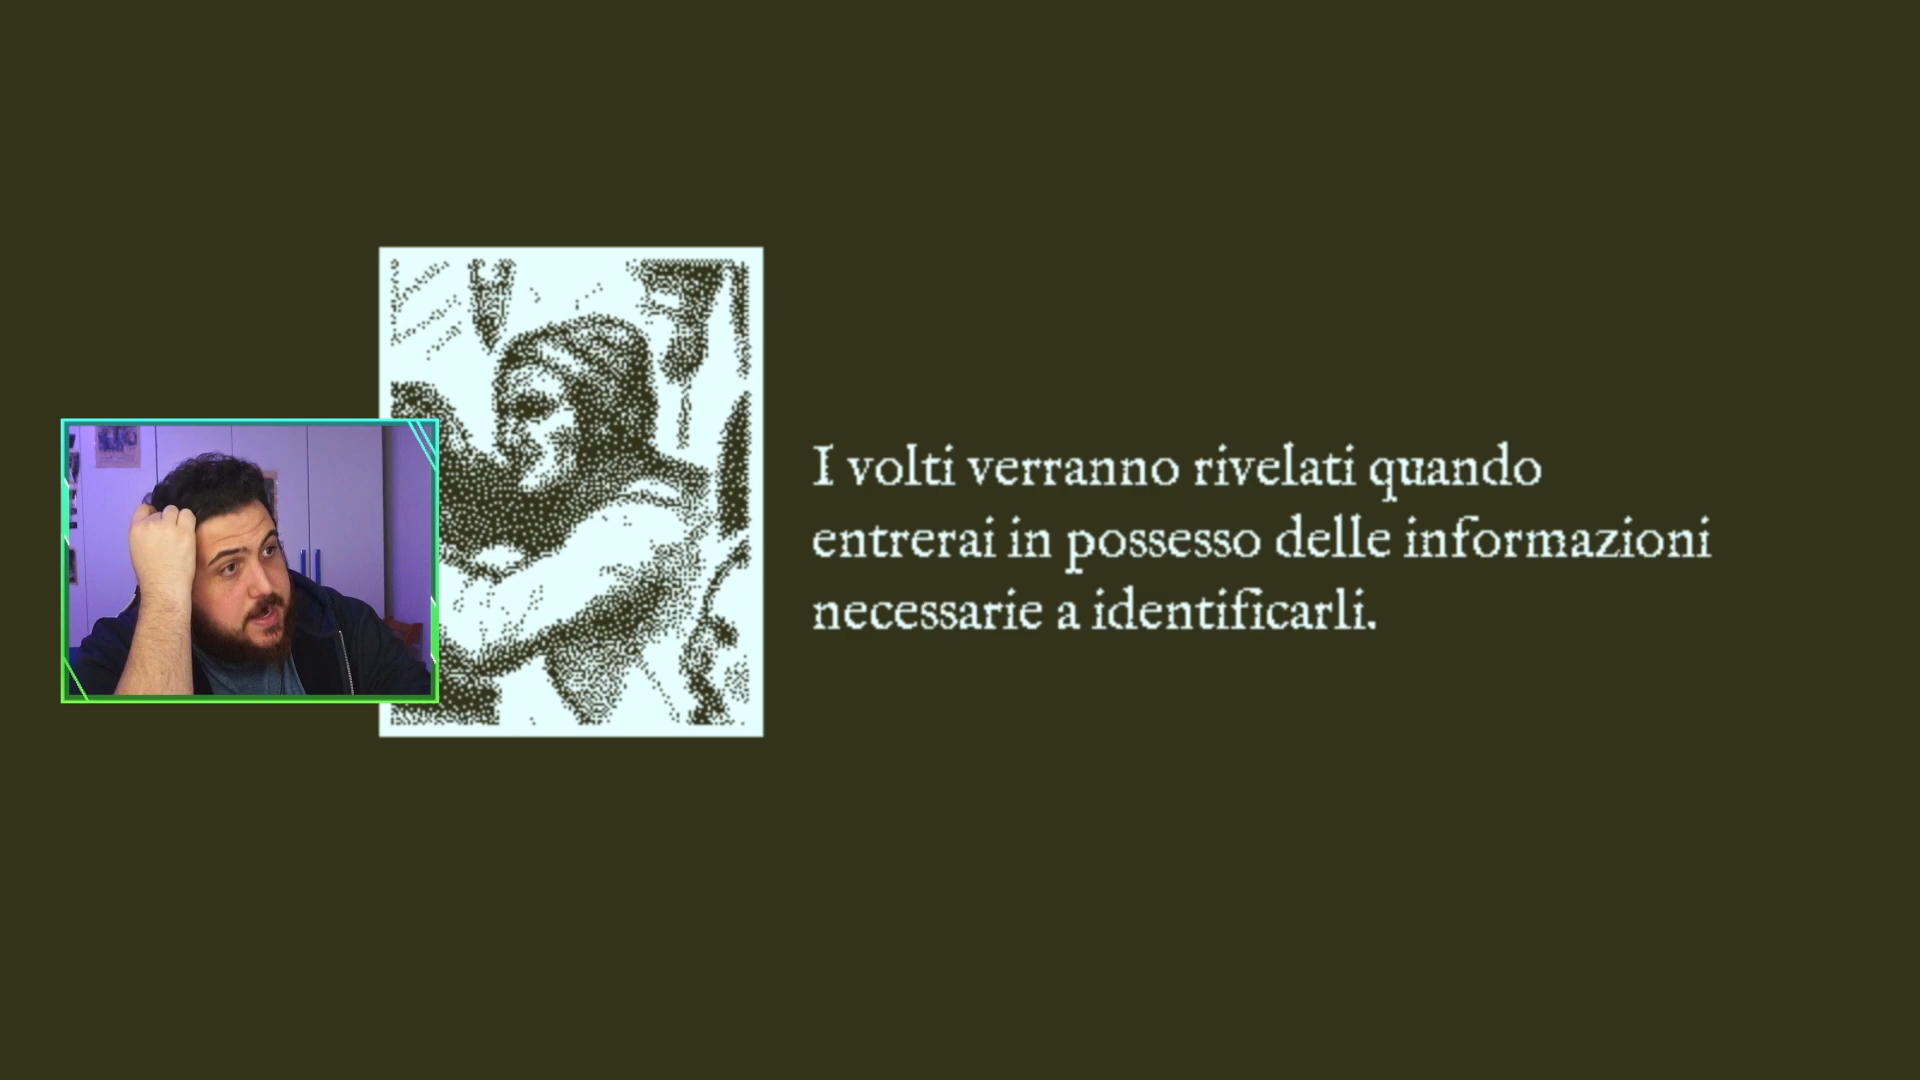 I volti verranno rivelati quando
entrerai in possesso delle informazioni
necessarie a identificarli.